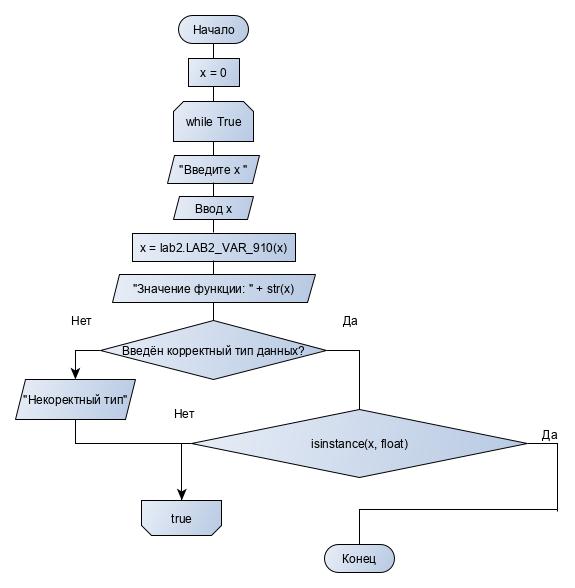 Начало
x = 0
while True
"Введите x "
Ввод x
x = lab2.LAB2_VAR_910(x)
"Значение функции: " + str(x)
Нет
Да
Введён корректный тип данных?
"Некоректный тип"
Нет
isinstance(x, float)
Да
true
Конец